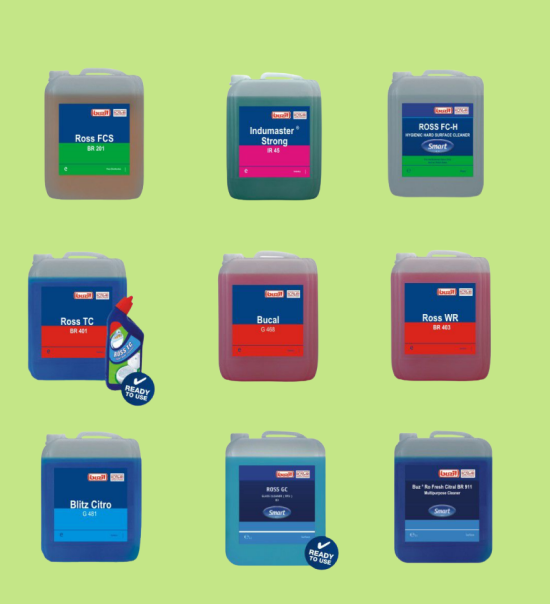 Buzil
Ross FCS
BR 201
Buzil
Indumaster ®
Strong
IR 45
Buzil
ROSS FC-H
HYGIENIC HARD SURFACE CLEANER
Smart
Buzil
Ross TC
BR 401
ROSS TC
READY
TO USE
Buzil
Bucal
G 468
Buzil
Ross WR
BR 403
Buzil
Blitz Citro
G 481
Buzil
ROSS GC
Smart
READY
TO USE
Buzil
Buz ® Ro Fresh Citral BR 911
Multipurpose Cleaner
Smart